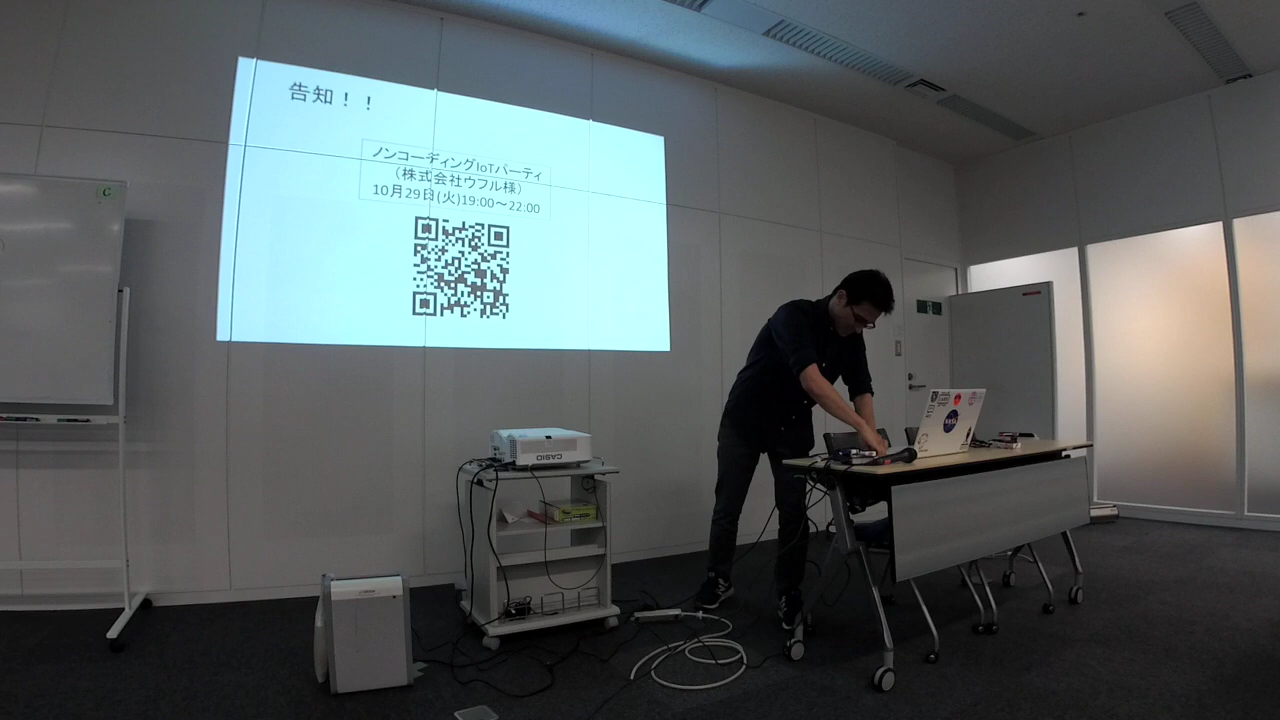 告知！！
ノンコーディングIoTパーティ
（株式会社ウフル様）
10月29日(火)19:00～22:00
C
CASIO
NASA